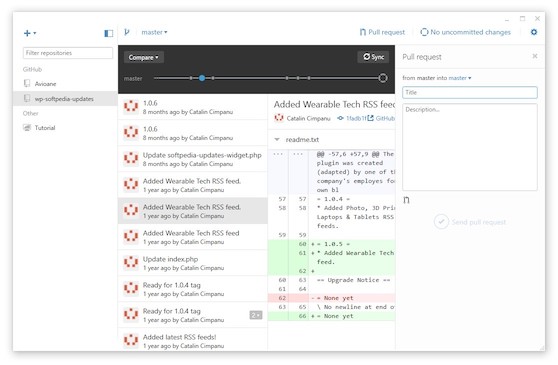 master
Pull request
No uncommitted changes
Filter repositories
GitHub
Avioane
wp-softpedia-updates
Other
Tutorial
Compare
Sync
master
1.0.6
8 months ago by Catalin Cimpanu
1.0.6
8 months ago by Catalin Cimpanu
Update softpedia-updates-widget.php
8 months ago by Catalin Cimpanu
Added Wearable Tech RSS feed.
1 year ago by Catalin Cimpanu
Added Wearable Tech RSS feed.
1 year ago by Catalin Cimpanu
Added Wearable Tech RSS feed
1 year ago by Catalin Cimpanu
Update index.php
1 year ago by Catalin Cimpanu
Ready for 1.0.4 tag
1 year ago by Catalin Cimpanu
Ready for 1.0.4 tag
1 year ago by Catalin Cimpanu
2
Added latest RSS feeds!
1 year ago by Catalin Cimpanu
Added Wearable Tech RSS feed
Catalin Cimpanu
1fadb1f
GitHub
readme.txt
--- --- @@ -57,6 +57,9 @@ The
plugin was created
(adapted) by one of th
company's employes fo
own bl
57 57 = 1.0.4 =
58 58 * Added Photo, 3D Pri
Laptops & Tablets RSS
feeds.
59 59
60 += 1.0.5 =
61 +* Added Wearable Tech
feed.
62 +
60 63 == Upgrade Notice ==
61 64
62 -= None yet
63 65 \ No newline at end o
66 += None yet
Pull request
from master into master
Title
Description...
Send pull request